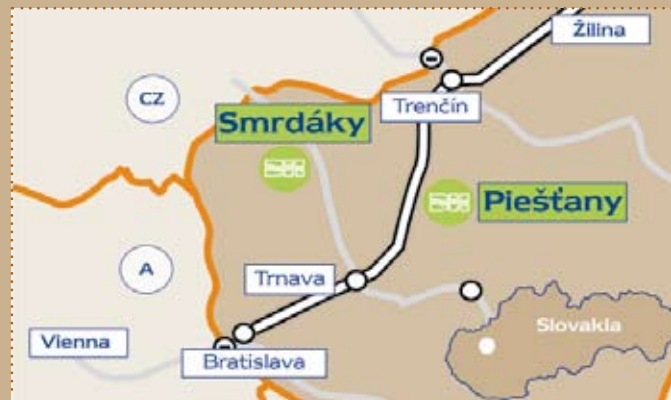 Žilina
CZ
Trenčín
Smrdáky
Piešťany
A
Trnava
Slovakia
Vienna
Bratislava